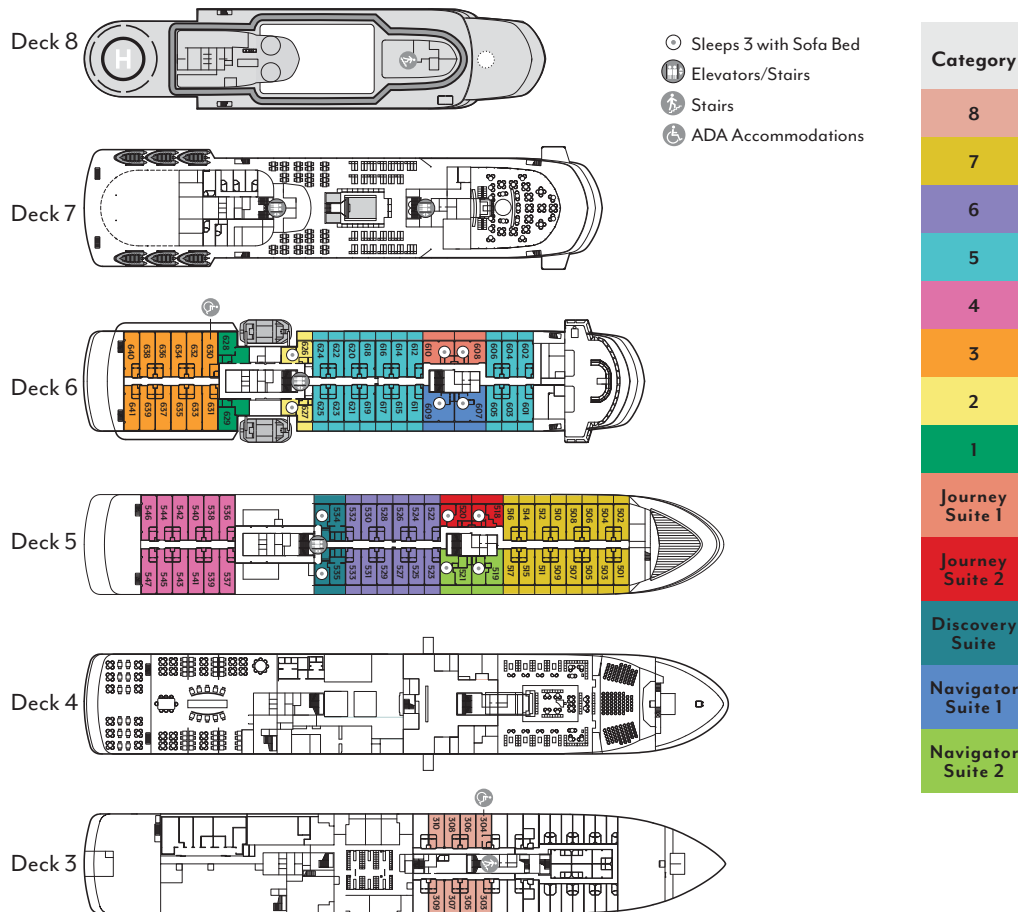 Deck 8
H
Sleeps 3 with Sofa Bed
Elevators/Stairs
Stairs
ADA Accommodations
Deck 7
Deck 6
640 638 636 634 632 630 628 626 624 622 620 618 616 614 612 610 608 606 604 602
641 639 637 635 633 631 629 627 625 623 621 619 617 615 611 609 607 605 603 601
Deck 5
546 544 542 540 538 536 534 532 530 528 526 524 522 520 518 516 514 512 510 508 506 504 502
547 545 543 541 539 537 535 533 531 529 527 525 523 521 519 517 515 511 509 507 505 503 501
Deck 4
Deck 3
310 308 306 304
309 307 305 303
Category
8
7
6
5
4
3
2
1
Journey
Suite 1
Journey
Suite 2
Discovery
Suite
Navigator
Suite 1
Navigator
Suite 2